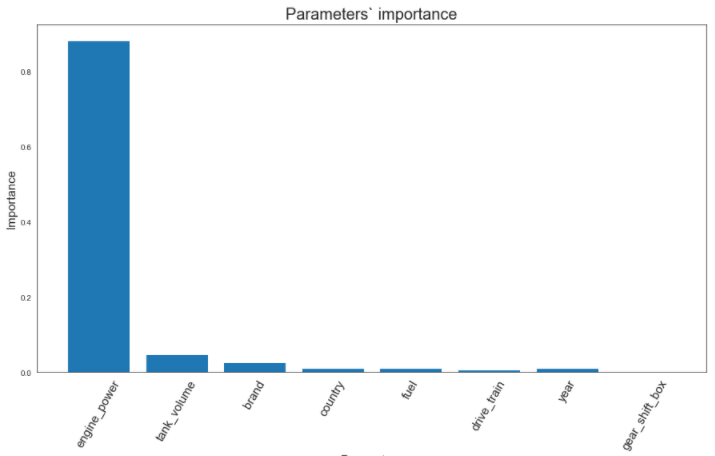 Parameters` importance
Importance
0.8
0.6
0.4
0.2
0.0
engine_power
tank_volume
brand
country
fuel
drive_train
year
gear_shift_box